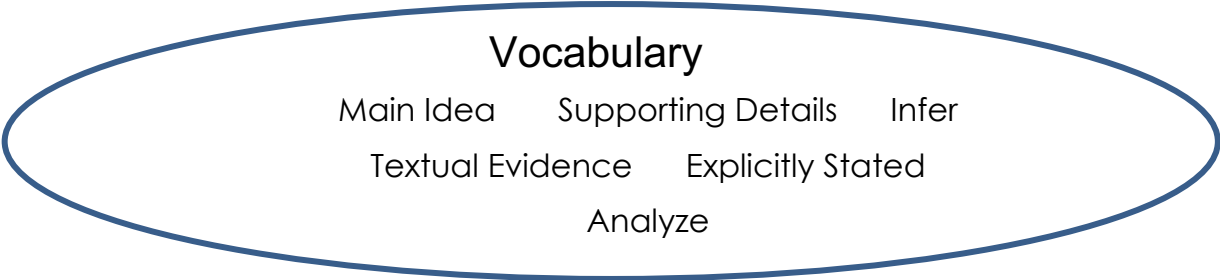 Vocabulary
Main Idea Supporting Details Infer
Textual Evidence Explicitly Stated
Analyze